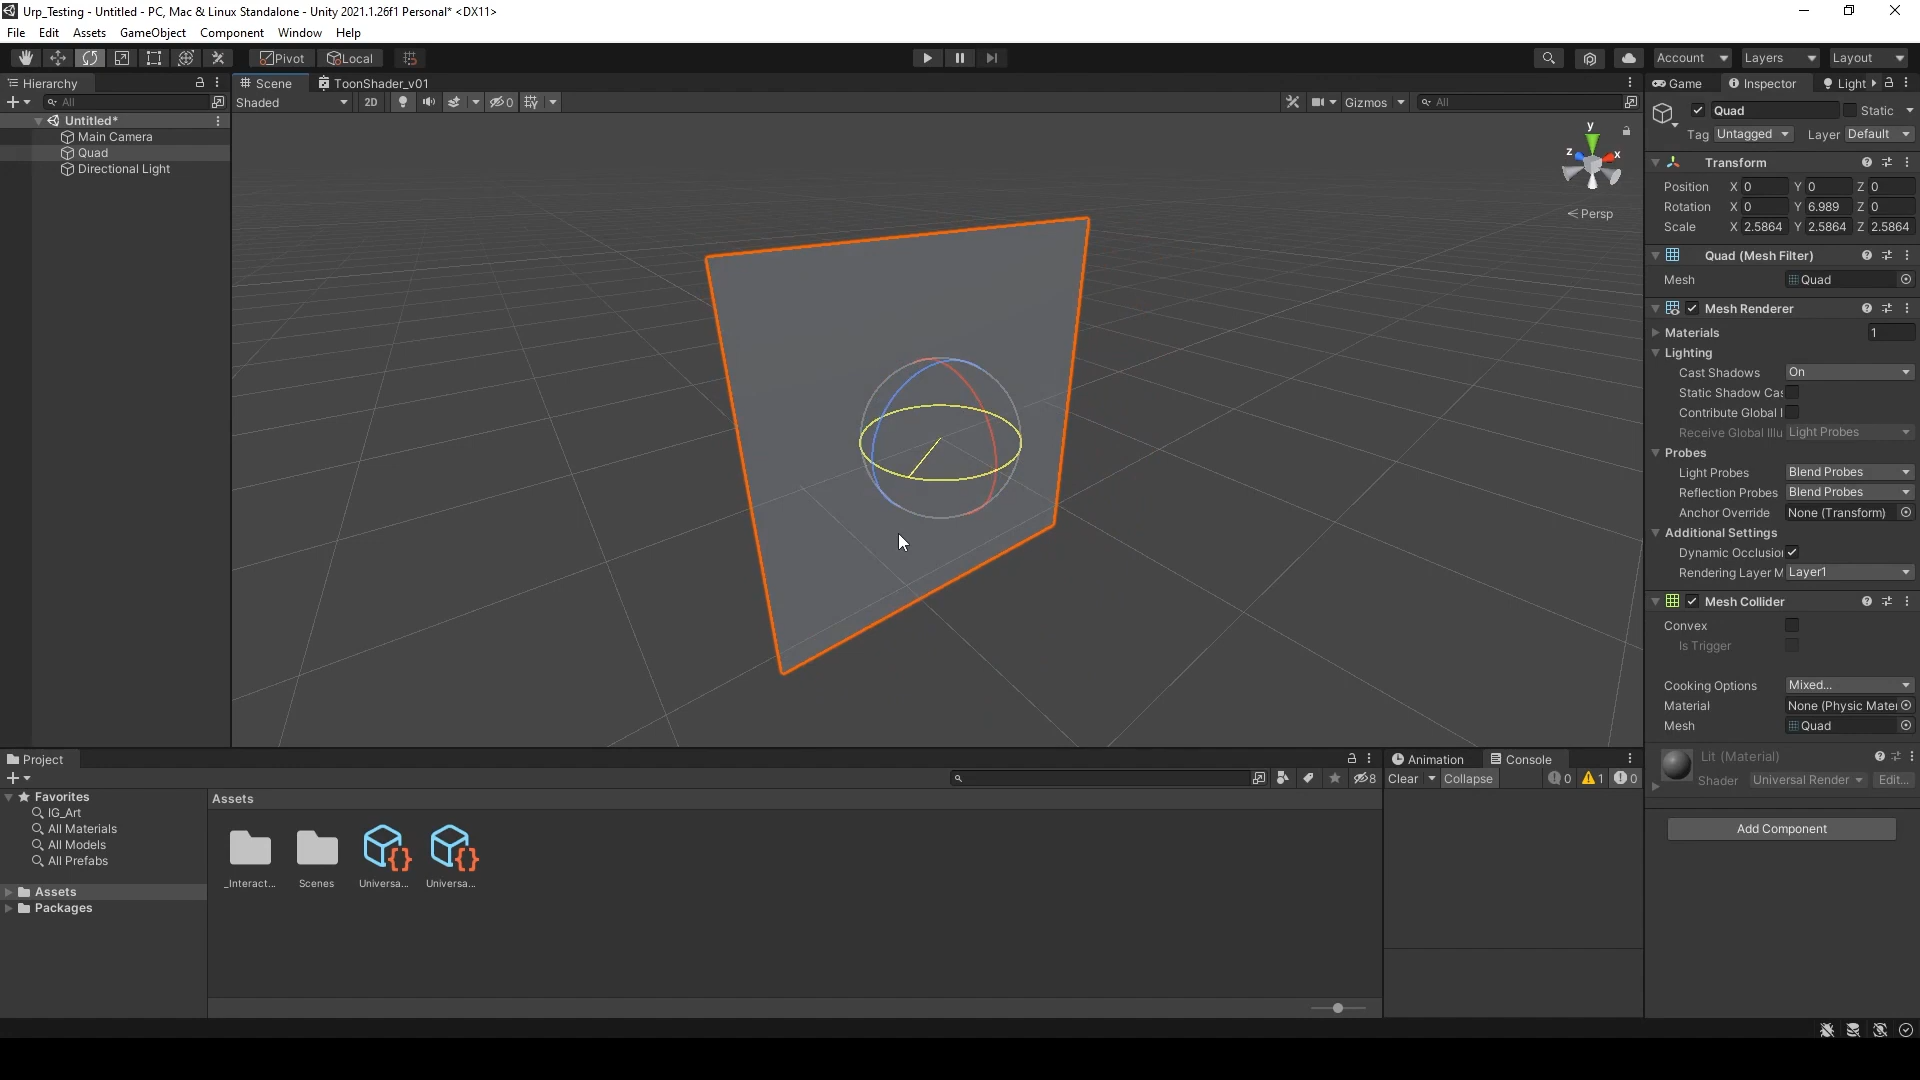 Urp_Testing - Untitled - PC, Mac & Linux Standalone - Unity 2021.1.26f1 Personal* <DX11>
File Edit Assets GameObject Component Window Help
Pivot Local Account Layers Layout
Hierarchy
All
Untitled*
Main Camera
Quad
Directional Light
Scene ToonShader_v01
Shaded 2D 0 Gizmos All
y
z x
Persp
Game Inspector Light
Quad Static
Tag Untagged Layer Default
Transform
Position X 0 Y 0 Z 0
Rotation X 0 Y 6.989 Z 0
Scale X 2.5864 Y 2.5864 Z 2.5864
Quad (Mesh Filter)
Mesh Quad
Mesh Renderer
Materials 1
Lighting
Cast Shadows On
Static Shadow Cas
Contribute Global I
Receive Global Illu Light Probes
Probes
Light Probes Blend Probes
Reflection Probes Blend Probes
Anchor Override None (Transform)
Additional Settings
Dynamic Occlusion
Rendering Layer M Layer1
Mesh Collider
Convex
Is Trigger
Cooking Options Mixed...
Material None (Physic Mater
Mesh Quad
Lit (Material)
Shader Universal Render Edit...
Add Component
Project
8
Favorites
IG_Art
All Materials
All Models
All Prefabs
Assets
Packages
Assets
_Interact... Scenes Universa... Universa...
Animation Console
Clear Collapse 0 1 0